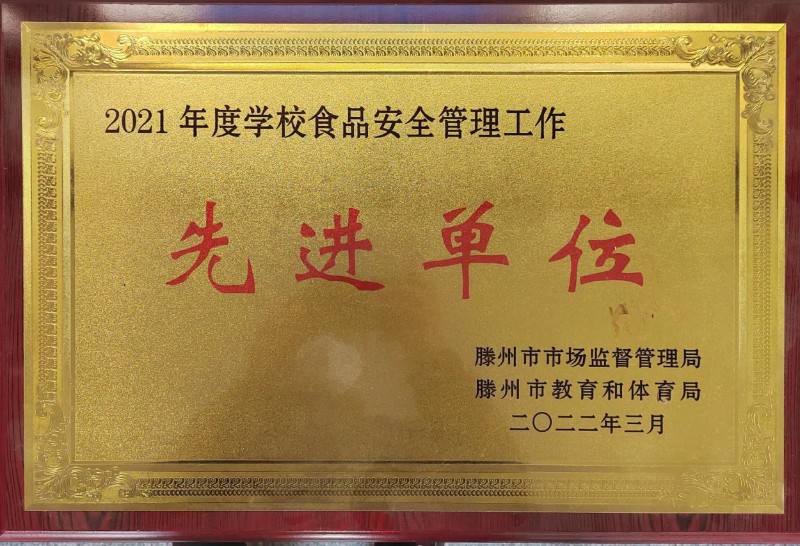 2021年度学校食品安全管理工作
先进单位
滕州市市场监督管理局
滕州市教育和体育局
二〇二二年三月